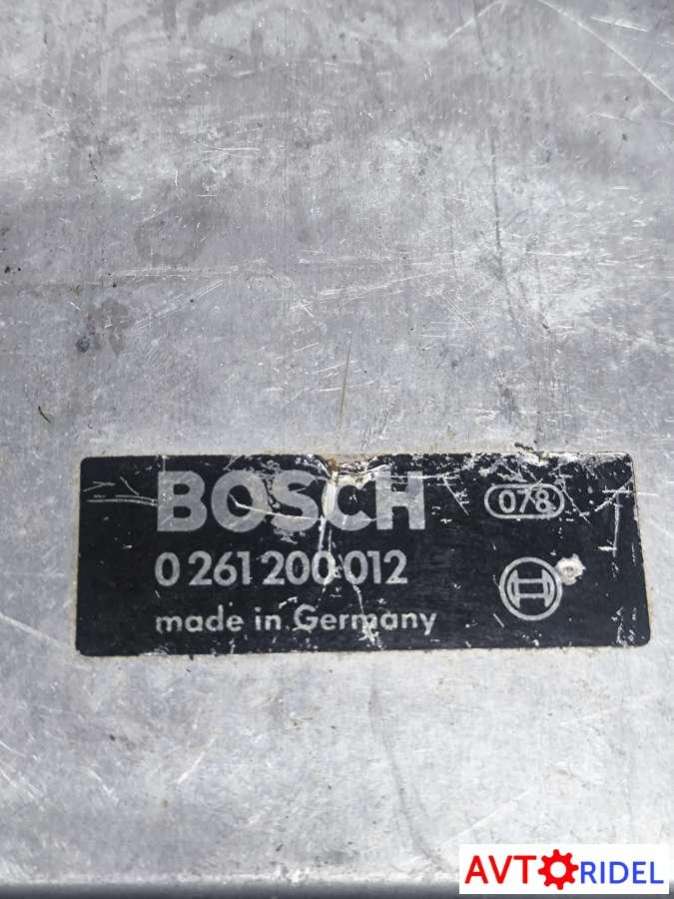 BOSCH
078
0 261 200 012
made in Germany
AVTORIDEL